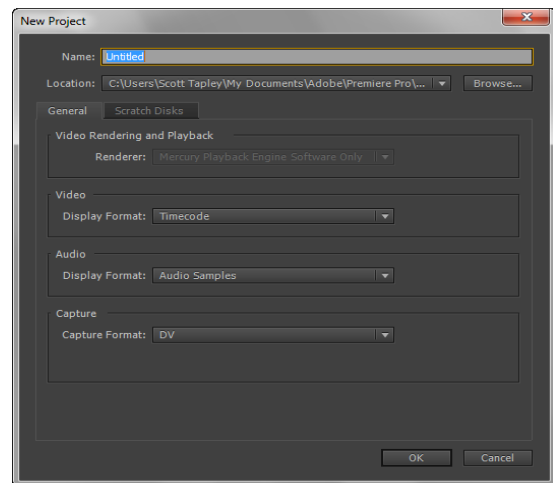 New Project
Name: Untitled
Location: C:\Users\Scott Tapley\My Documents\Adobe\Premiere Pro\... Browse...
General Scratch Disks
Video Rendering and Playback
Renderer: Mercury Playback Engine Software Only
Video
Display Format: Timecode
Audio
Display Format: Audio Samples
Capture
Capture Format: DV
OK Cancel